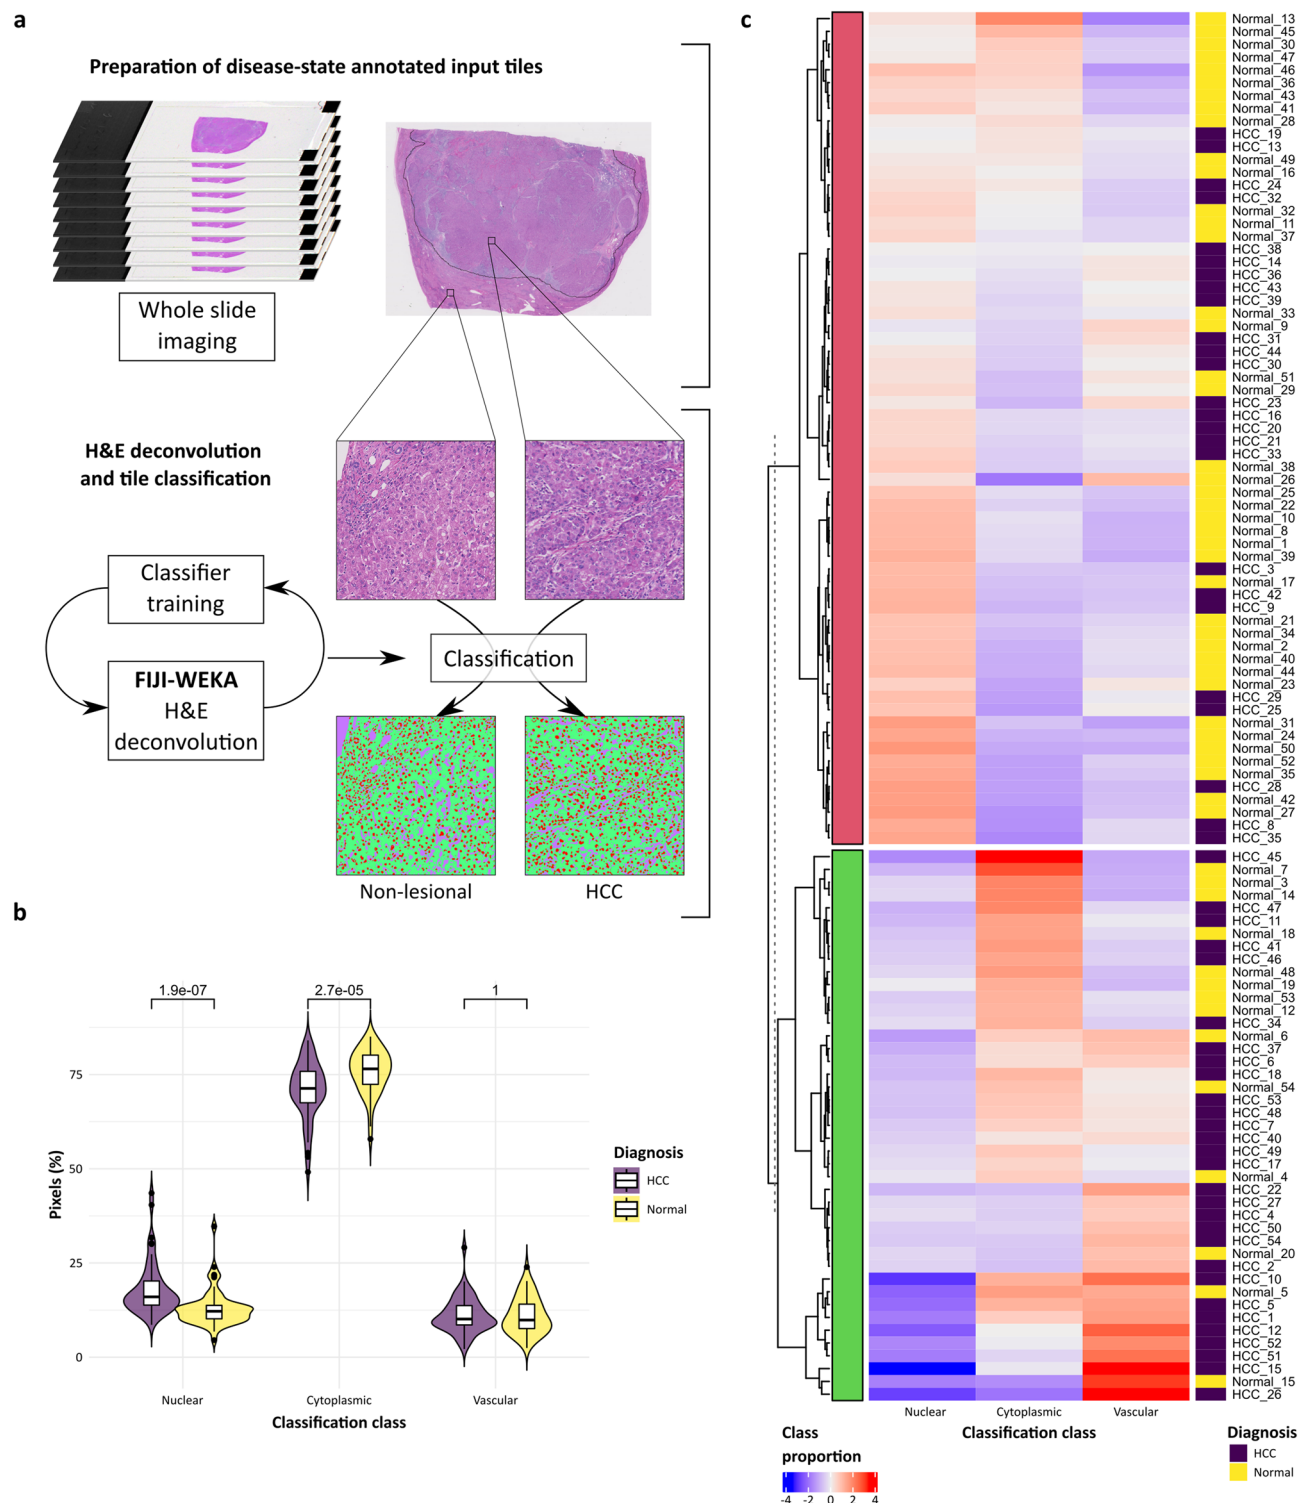 a
Preparation of disease-state annotated input tiles
Whole slide
imaging
H&E deconvolution
and tile classification
Classifier
training
FIJI-WEKA
H&E
deconvolution
Classification
Non-lesional
HCC
b
1.9e-07
2.7e-05
1
75
50
25
0
Pixels (%)
Nuclear
Cytoplasmic
Vascular
Classification class
Diagnosis
HCC
Normal
c
Normal_13
Normal_45
Normal_30
Normal_47
Normal_46
Normal_36
Normal_43
Normal_41
Normal_28
HCC_19
HCC_13
Normal_49
Normal_16
HCC_24
HCC_32
Normal_32
Normal_11
Normal_37
HCC_38
HCC_14
HCC_36
HCC_43
HCC_39
Normal_33
Normal_9
HCC_31
HCC_44
HCC_30
Normal_51
Normal_29
HCC_23
HCC_16
HCC_20
HCC_21
HCC_33
Normal_38
Normal_26
Normal_25
Normal_22
Normal_10
Normal_8
Normal_1
Normal_39
HCC_3
Normal_17
HCC_42
HCC_9
Normal_21
Normal_34
Normal_2
Normal_40
Normal_44
Normal_23
HCC_29
HCC_25
Normal_31
Normal_24
Normal_50
Normal_52
Normal_35
HCC_28
Normal_42
Normal_27
HCC_8
HCC_35
HCC_45
Normal_7
Normal_3
Normal_14
HCC_47
HCC_11
Normal_18
HCC_41
HCC_46
Normal_48
Normal_19
Normal_53
Normal_12
HCC_34
Normal_6
HCC_37
HCC_6
HCC_18
Normal_54
HCC_53
HCC_48
HCC_7
HCC_40
HCC_49
HCC_17
Normal_4
HCC_22
HCC_27
HCC_4
HCC_50
HCC_54
Normal_20
HCC_2
HCC_10
Normal_5
HCC_5
HCC_1
HCC_12
HCC_52
HCC_51
HCC_15
Normal_15
HCC_26
Nuclear
Cytoplasmic
Vascular
Classification class
Class
proportion
-4 -2 0 2 4
Diagnosis
HCC
Normal